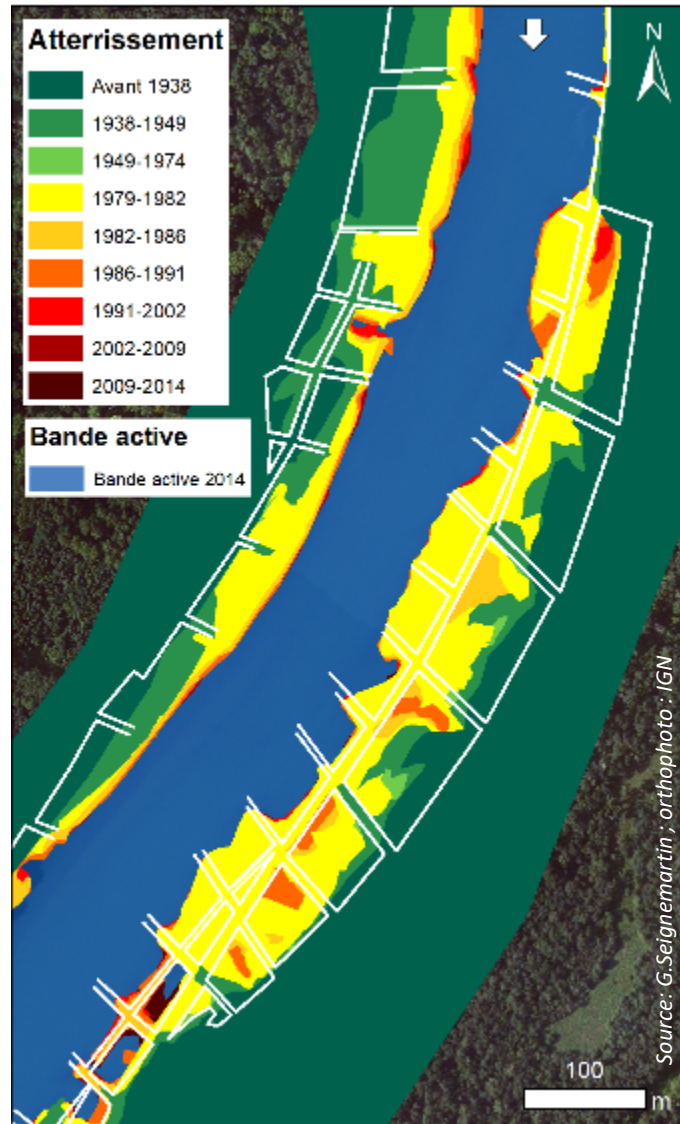 Atterrissement
Avant 1938
1938-1949
1949-1974
1979-1982
1982-1986
1986-1991
1991-2002
2002-2009
2009-2014
Bande active
Bande active 2014
N
Source: G.Seignemartin ; orthophoto : IGN
100
m